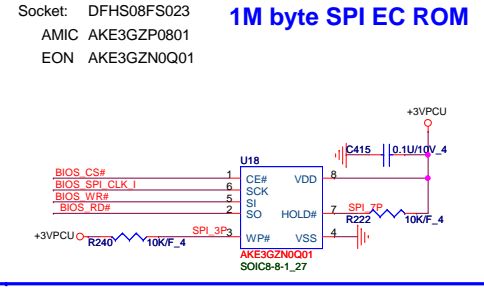 Socket: DFHS08FS023
1M byte SPI EC ROM
AMIC AKE3GZP0801
EON AKE3GZN0Q01
+3VPCU
C415 0.1U/10V_4
U18
BIOS_CS# 1 CE# VDD 8
BIOS_SPI_CLK_I 6 SCK
BIOS_WR# 5 SI
BIOS_RD# 2 SO HOLD# 7 SPI_7P
R222 10K/F_4
+3VPCU R240 10K/F_4 SPI_3P 3 WP# VSS 4
AKE3GZN0Q01
SOIC8-8-1_27